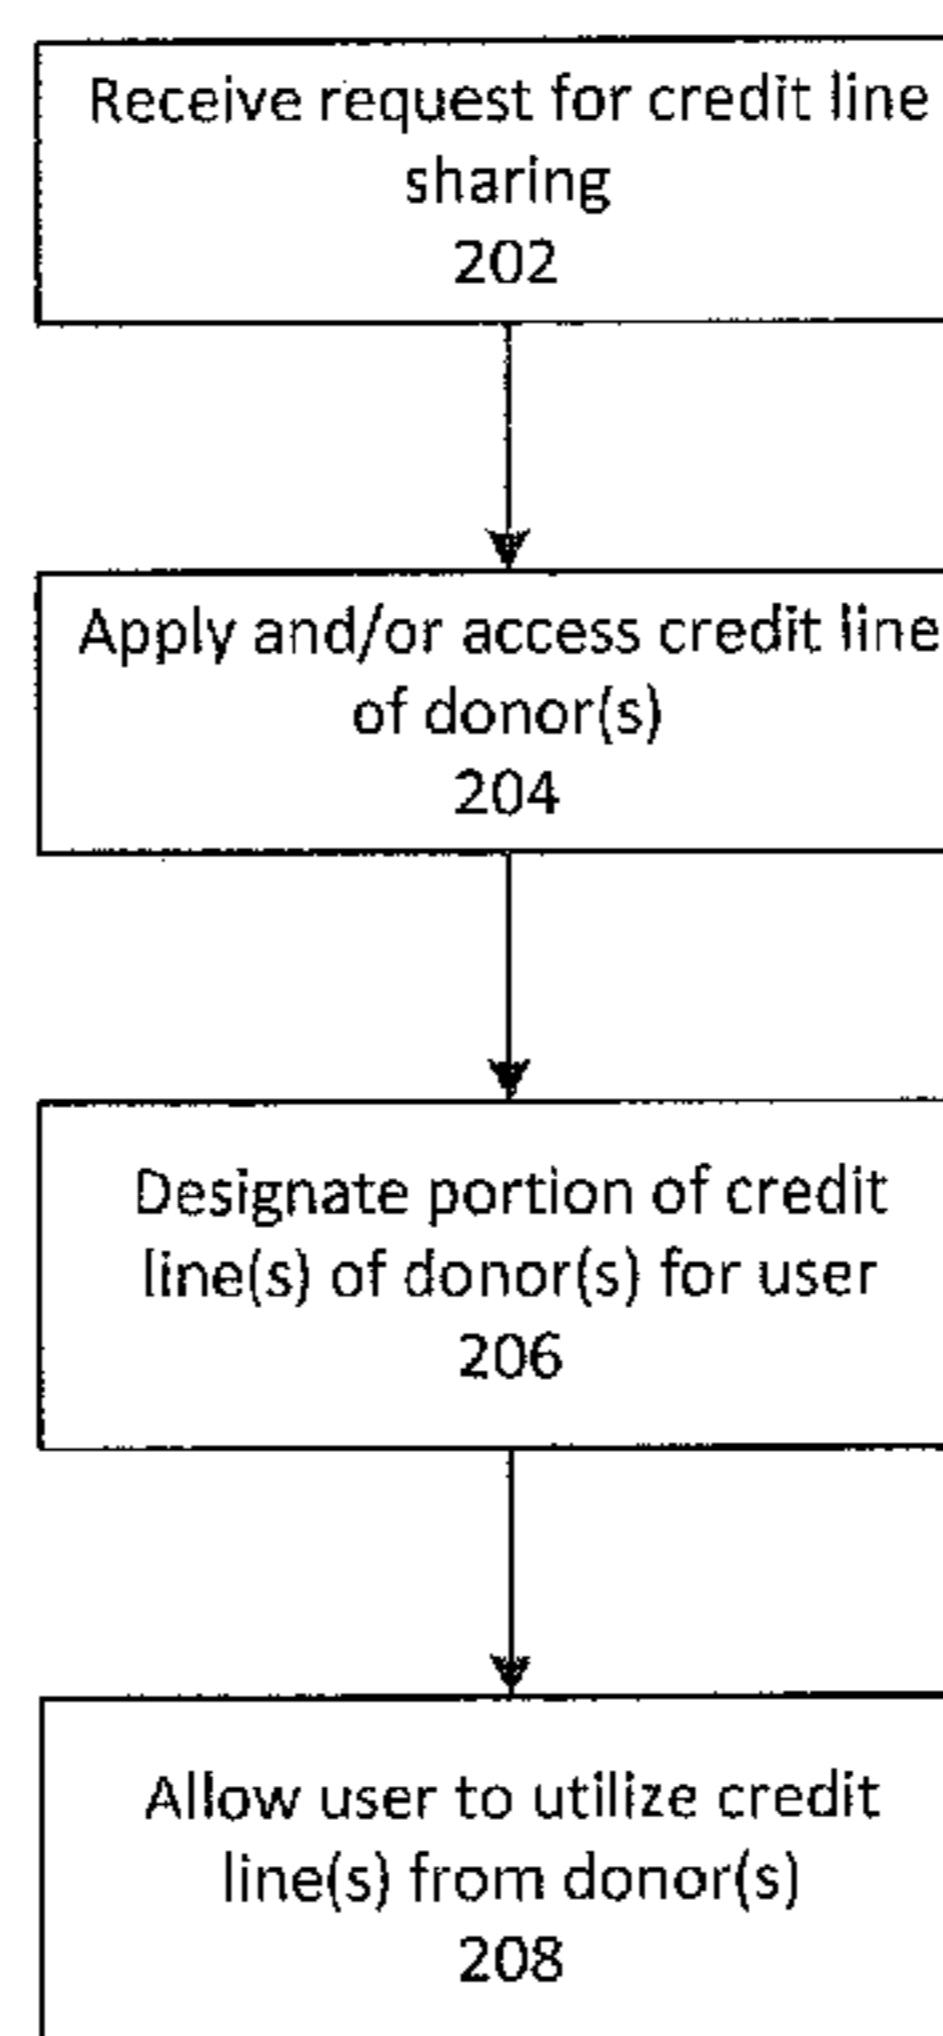 Receive request for credit line
sharing
202
Apply and/or access credit line
of donor(s)
204
Designate portion of credit
line(s) of donor(s) for user
206
Allow user to utilize credit
line(s) from donor(s)
208